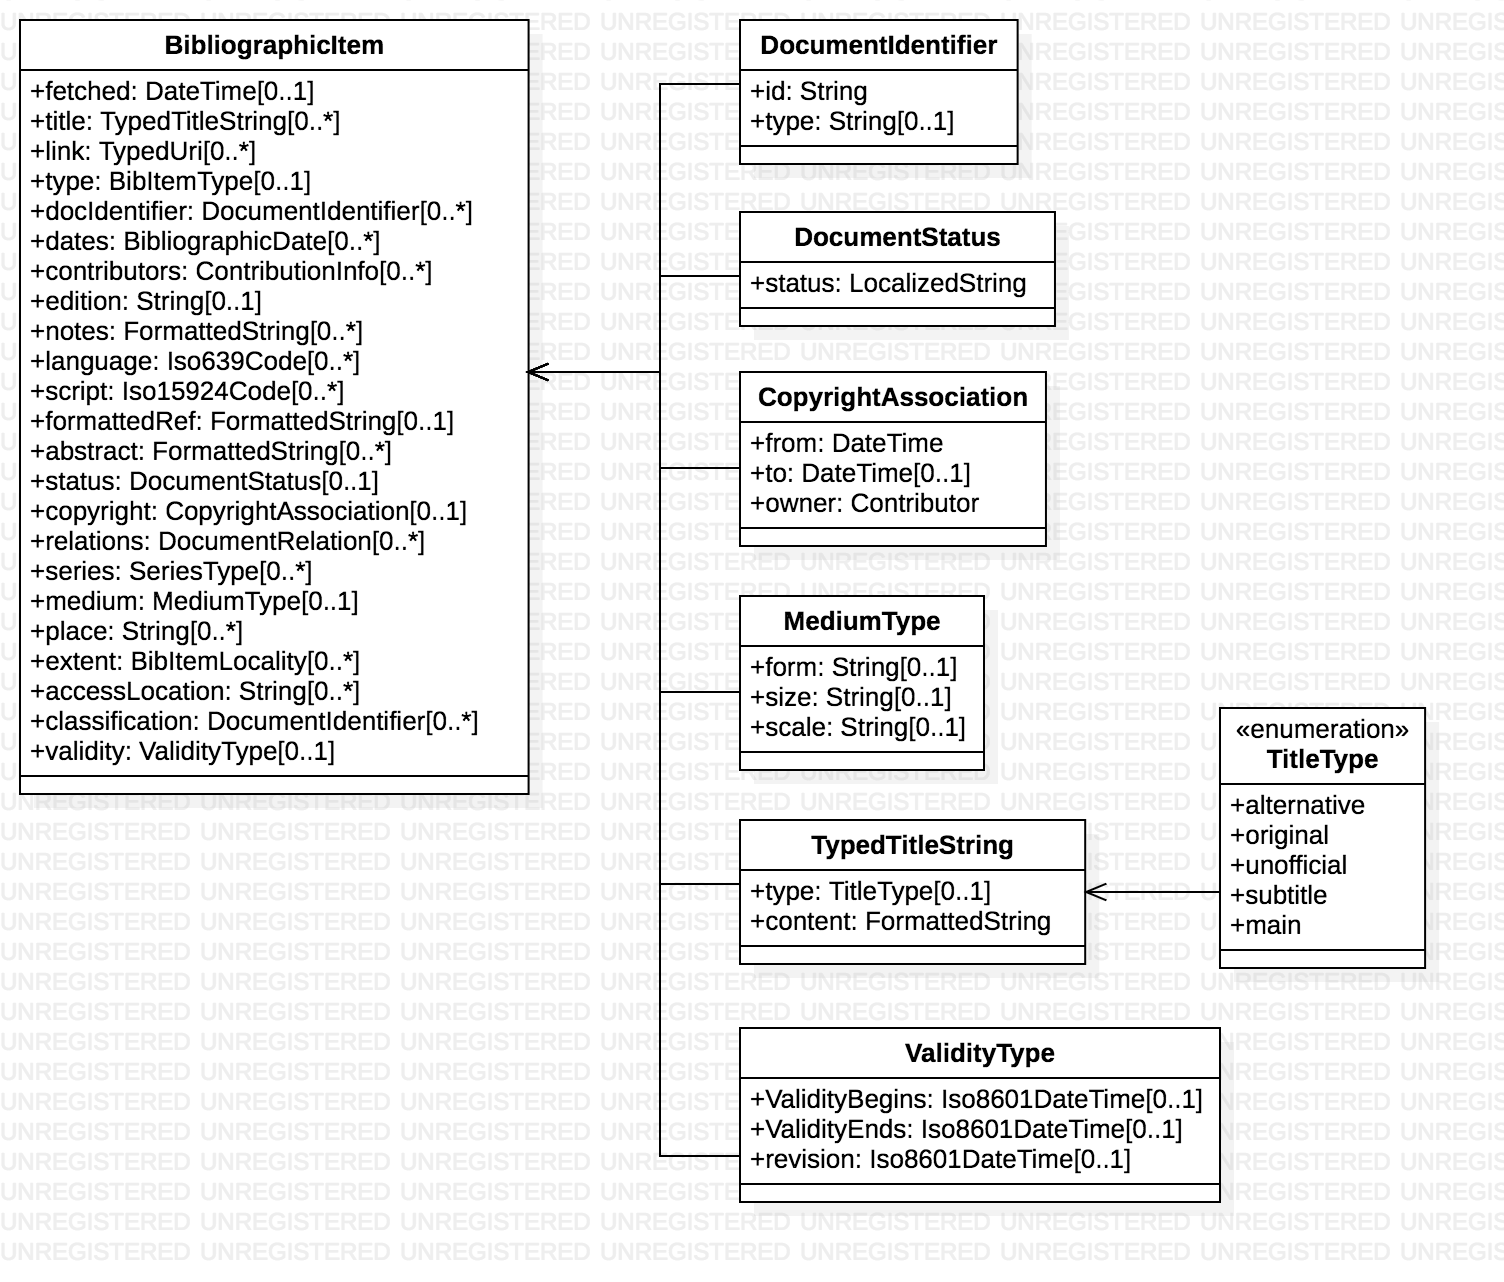 BibliographicItem
+fetched: DateTime[0..1]
+title: TypedTitleString[0..*]
+link: TypedUri[0..*]
+type: BibItemType[0..1]
+docIdentifier: DocumentIdentifier[0..*]
+dates: BibliographicDate[0..*]
+contributors: ContributionInfo[0..*]
+edition: String[0..1]
+notes: FormattedString[0..*]
+language: Iso639Code[0..*]
+script: Iso15924Code[0..*]
+formattedRef: FormattedString[0..1]
+abstract: FormattedString[0..*]
+status: DocumentStatus[0..1]
+copyright: CopyrightAssociation[0..1]
+relations: DocumentRelation[0..*]
+series: SeriesType[0..*]
+medium: MediumType[0..1]
+place: String[0..*]
+extent: BibItemLocality[0..*]
+accessLocation: String[0..*]
+classification: DocumentIdentifier[0..*]
+validity: ValidityType[0..1]
DocumentIdentifier
+id: String
+type: String[0..1]
DocumentStatus
+status: LocalizedString
CopyrightAssociation
+from: DateTime
+to: DateTime[0..1]
+owner: Contributor
MediumType
+form: String[0..1]
+size: String[0..1]
+scale: String[0..1]
TypedTitleString
+type: TitleType[0..1]
+content: FormattedString
«enumeration»
TitleType
+alternative
+original
+unofficial
+subtitle
+main
ValidityType
+ValidityBegins: Iso8601DateTime[0..1]
+ValidityEnds: Iso8601DateTime[0..1]
+revision: Iso8601DateTime[0..1]
UNREGISTERED